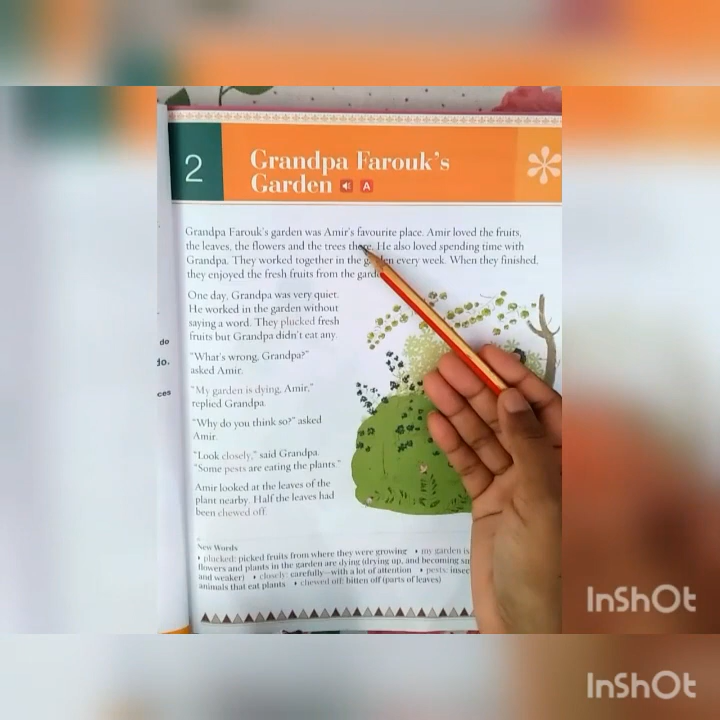 2
Grandpa Farouk's
Garden
A
Grandpa Farouk's garden was Amir's favourite place. Amir loved the fruits,
the leaves, the flowers and the trees there. He also loved spending time with
Grandpa. They worked together in the garden every week. When they finished,
they enjoyed the fresh fruits from the
One day, Grandpa was very quiet.
He worked in the garden without
saying a word. They plucked fresh
fruits but Grandpa didn't eat any.
"What's wrong, Grandpa?"
asked Amir.
"My garden is dying, Amir,"
replied Grandpa.
"Why do you think so?" asked
Amir.
"Look closely," said Grandpa.
"Some pests are eating the plants."
Amir looked at the leaves of the
plant nearby. Half the leaves had
been chewed off.
do
ces
New Words
• plucked: picked fruits from where they were growing • my garden is
flowers and plants in the garden are dying (drying up, and becoming
and weaker) • closely: carefully—with a lot of attention • pests:
animals that eat plants • chewed off: bitten off (parts of leaves)
InShOt
InShOt